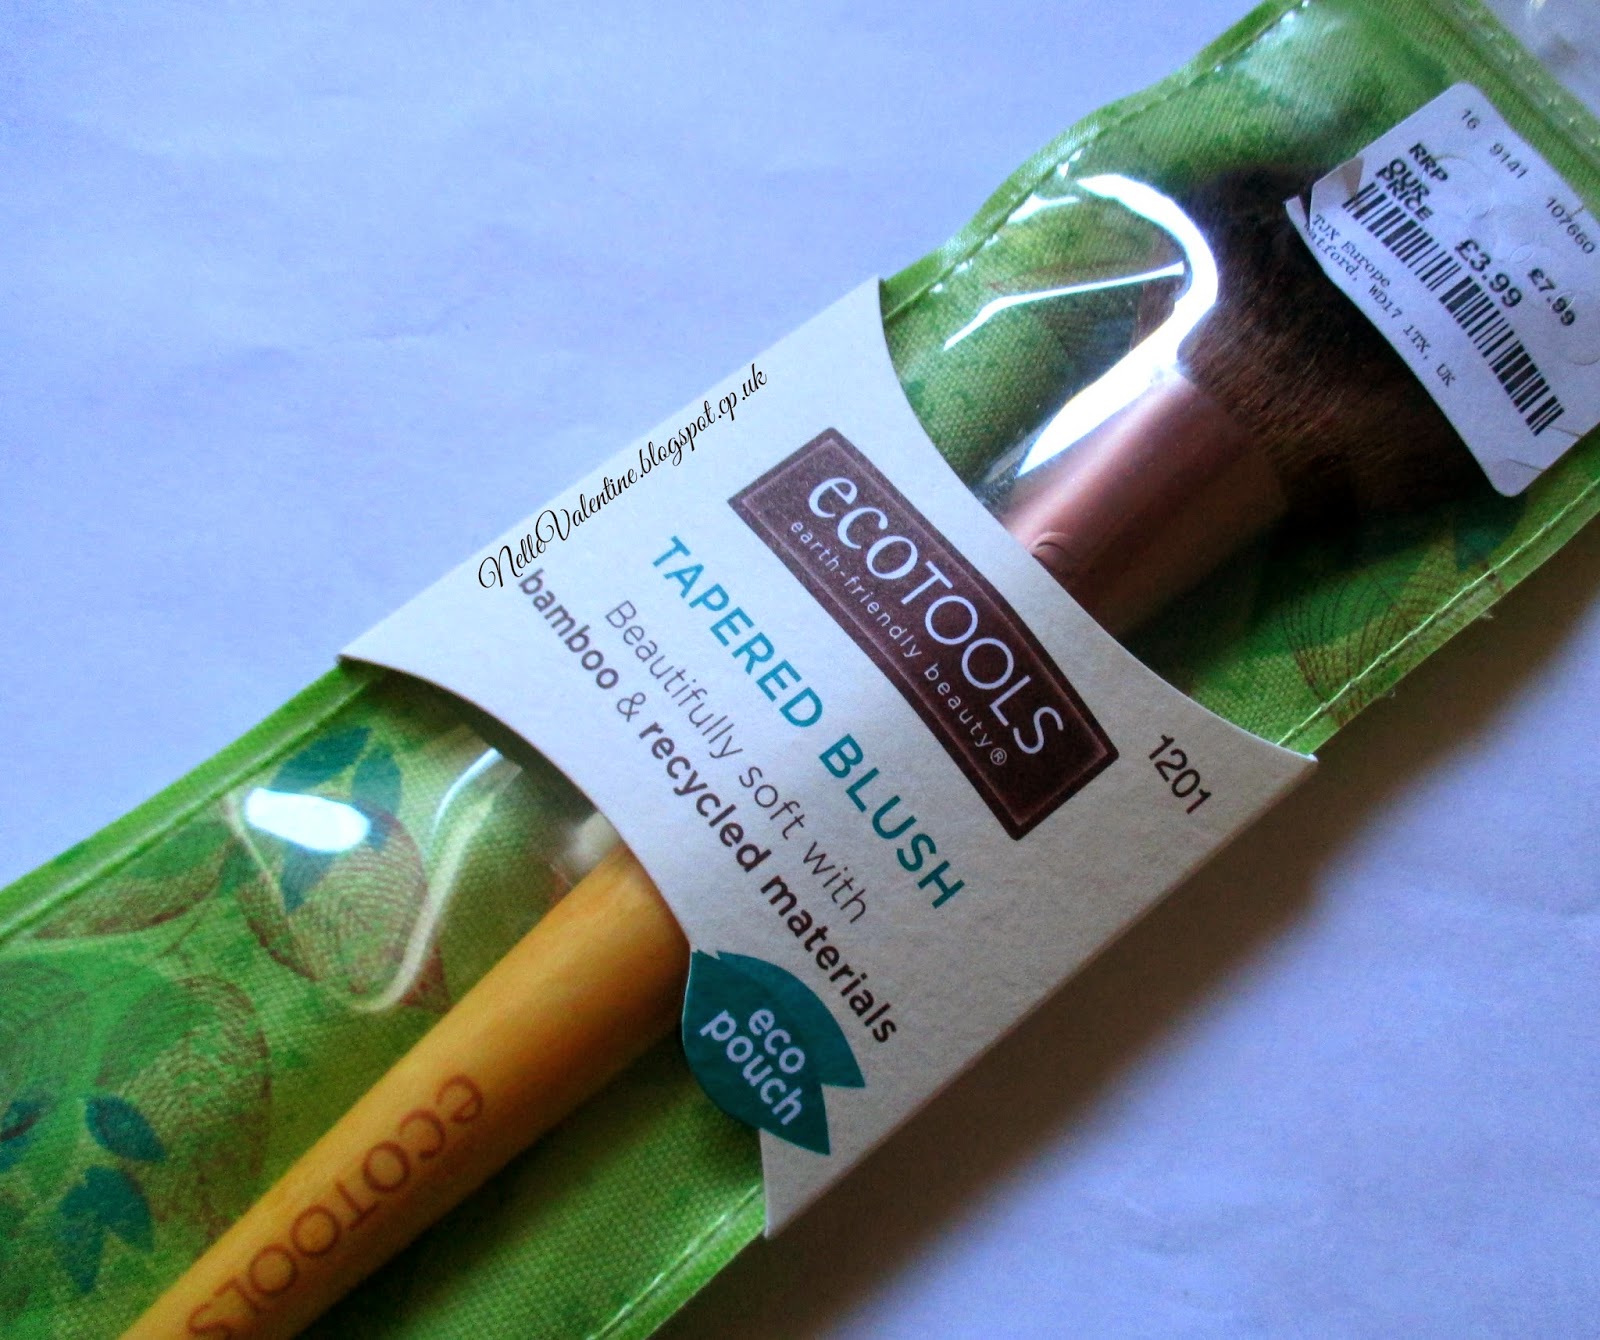 16 9141 107660
RRP £7.99
OUR PRICE £3.99
TJX Europe
Watford, WD17 1TX, UK
NelleValentine.blogspot.cp.uk
ecoTOOLS
earth-friendly beauty®
1201
TAPERED BLUSH
Beautifully soft with
bamboo & recycled materials
eco
pouch
ecoTOOLS